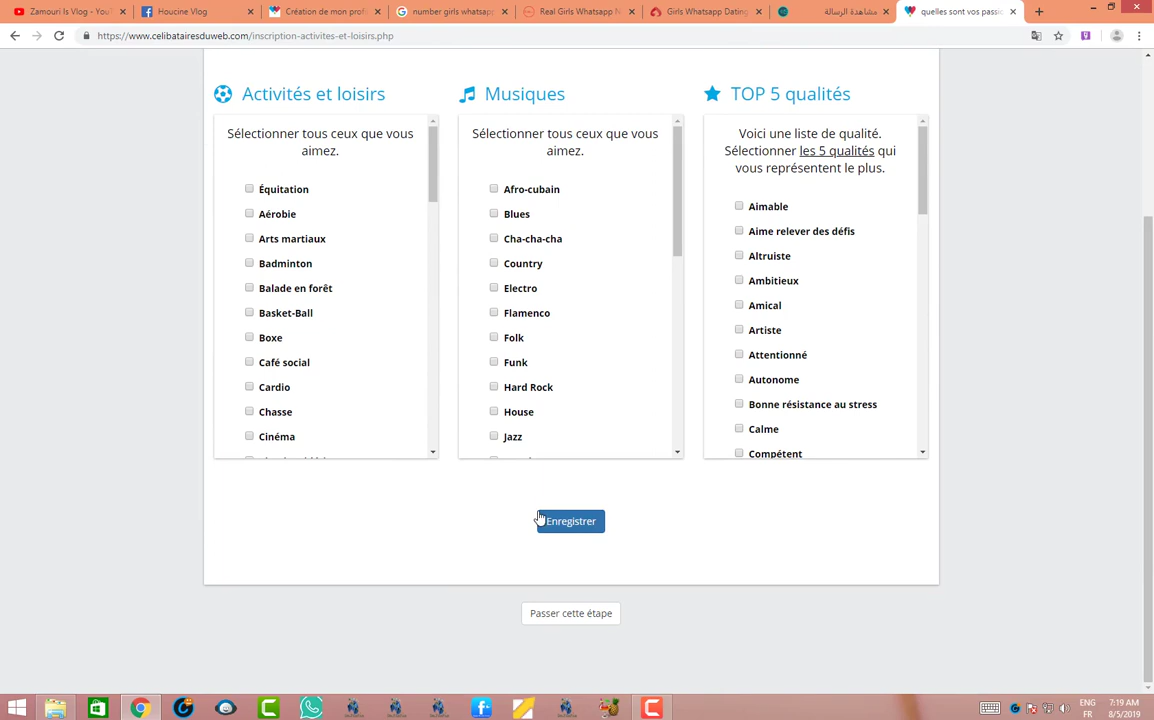 Zamouri Is Vlog - You
Houcine Vlog
Création de mon prof
number girls whatsapp
Real Girls Whatsapp N
Girls Whatsapp Dating
مشاهدة الرسالة
quelles sont vos passio
https://www.celibatairesduweb.com/inscription-activites-et-loisirs.php
Activités et loisirs
Sélectionner tous ceux que vous
aimez.
Équitation
Aérobie
Arts martiaux
Badminton
Balade en forêt
Basket-Ball
Boxe
Café social
Cardio
Chasse
Cinéma
Musiques
Sélectionner tous ceux que vous
aimez.
Afro-cubain
Blues
Cha-cha-cha
Country
Electro
Flamenco
Folk
Funk
Hard Rock
House
Jazz
TOP 5 qualités
Voici une liste de qualité.
Sélectionner les 5 qualités qui
vous représentent le plus.
Aimable
Aime relever des défis
Altruiste
Ambitieux
Amical
Artiste
Attentionné
Autonome
Bonne résistance au stress
Calme
Compétent
Enregistrer
Passer cette étape
ENG
FR
7:19 AM
8/5/2019